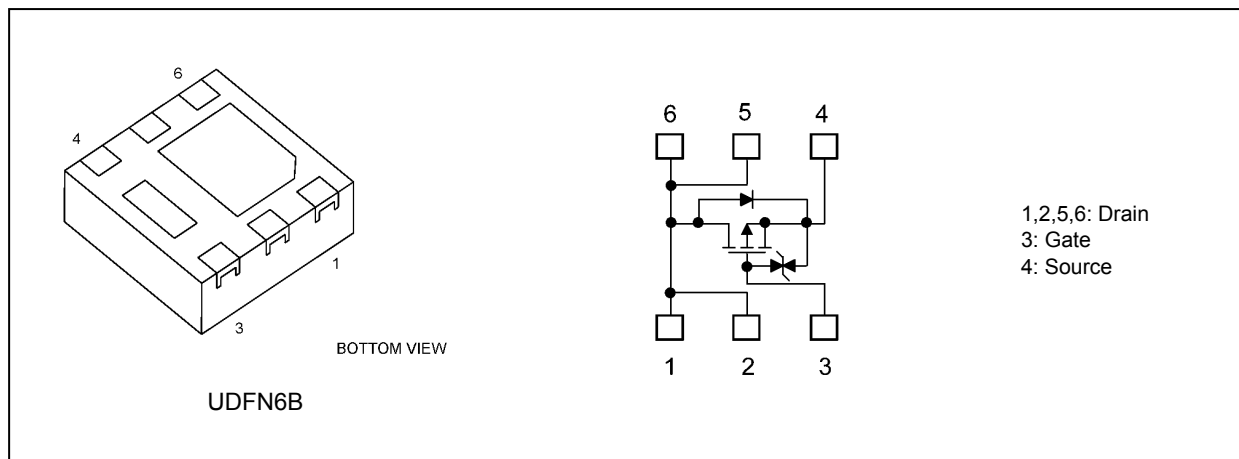 6
4
1
3
BOTTOM VIEW
UDFN6B
6 5 4
1 2 3
1,2,5,6: Drain
3: Gate
4: Source